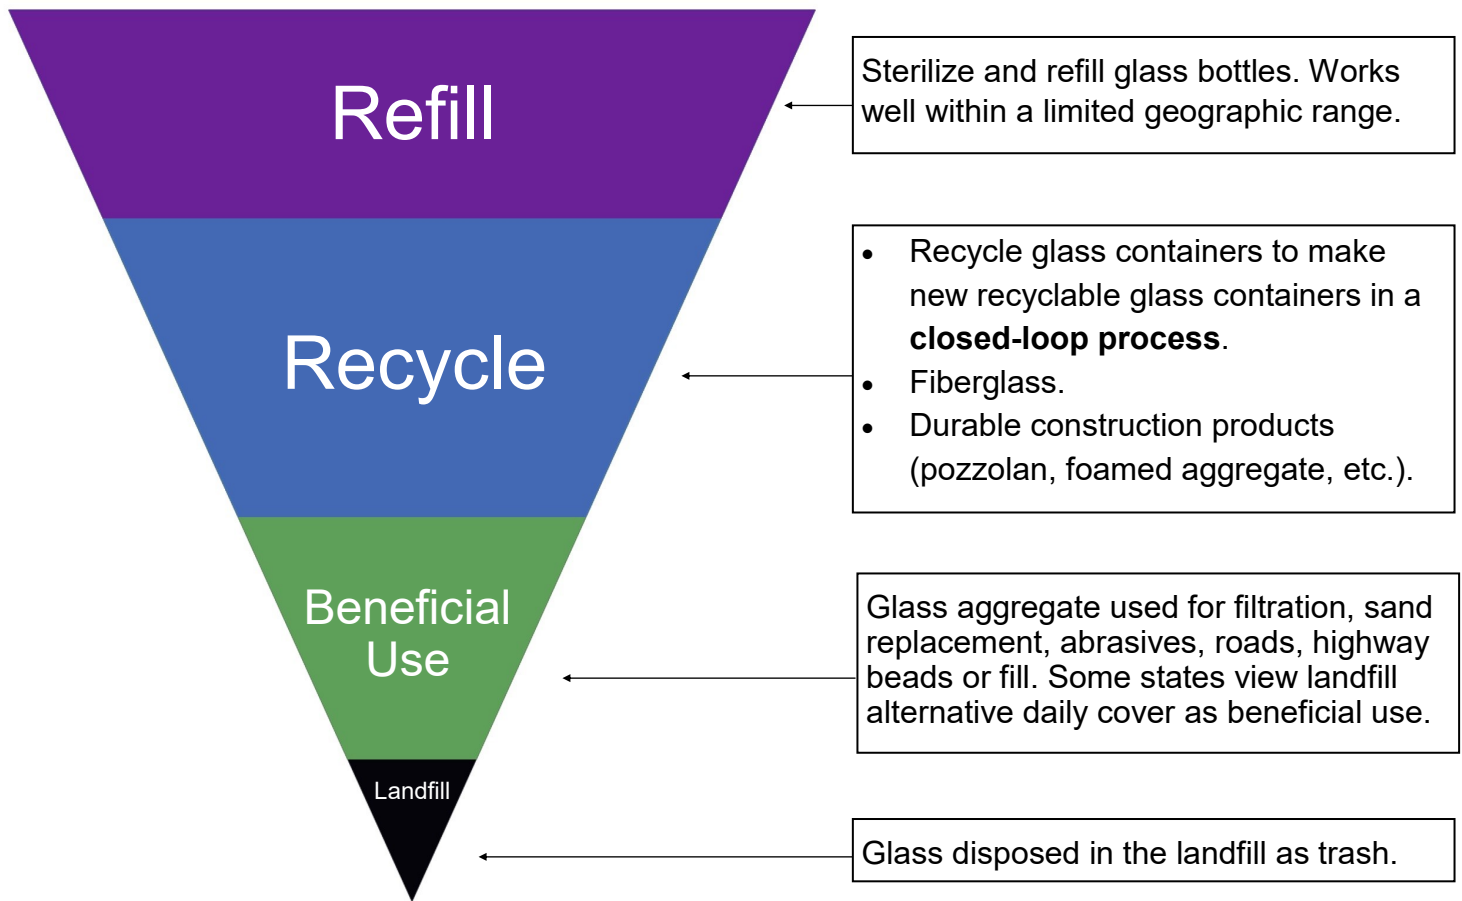 Refill
Sterilize and refill glass bottles. Works
well within a limited geographic range.
Recycle
• Recycle glass containers to make
new recyclable glass containers in a
closed-loop process.
• Fiberglass.
• Durable construction products
(pozzolan, foamed aggregate, etc.).
Beneficial
Use
Glass aggregate used for filtration, sand
replacement, abrasives, roads, highway
beads or fill. Some states view landfill
alternative daily cover as beneficial use.
Landfill
Glass disposed in the landfill as trash.